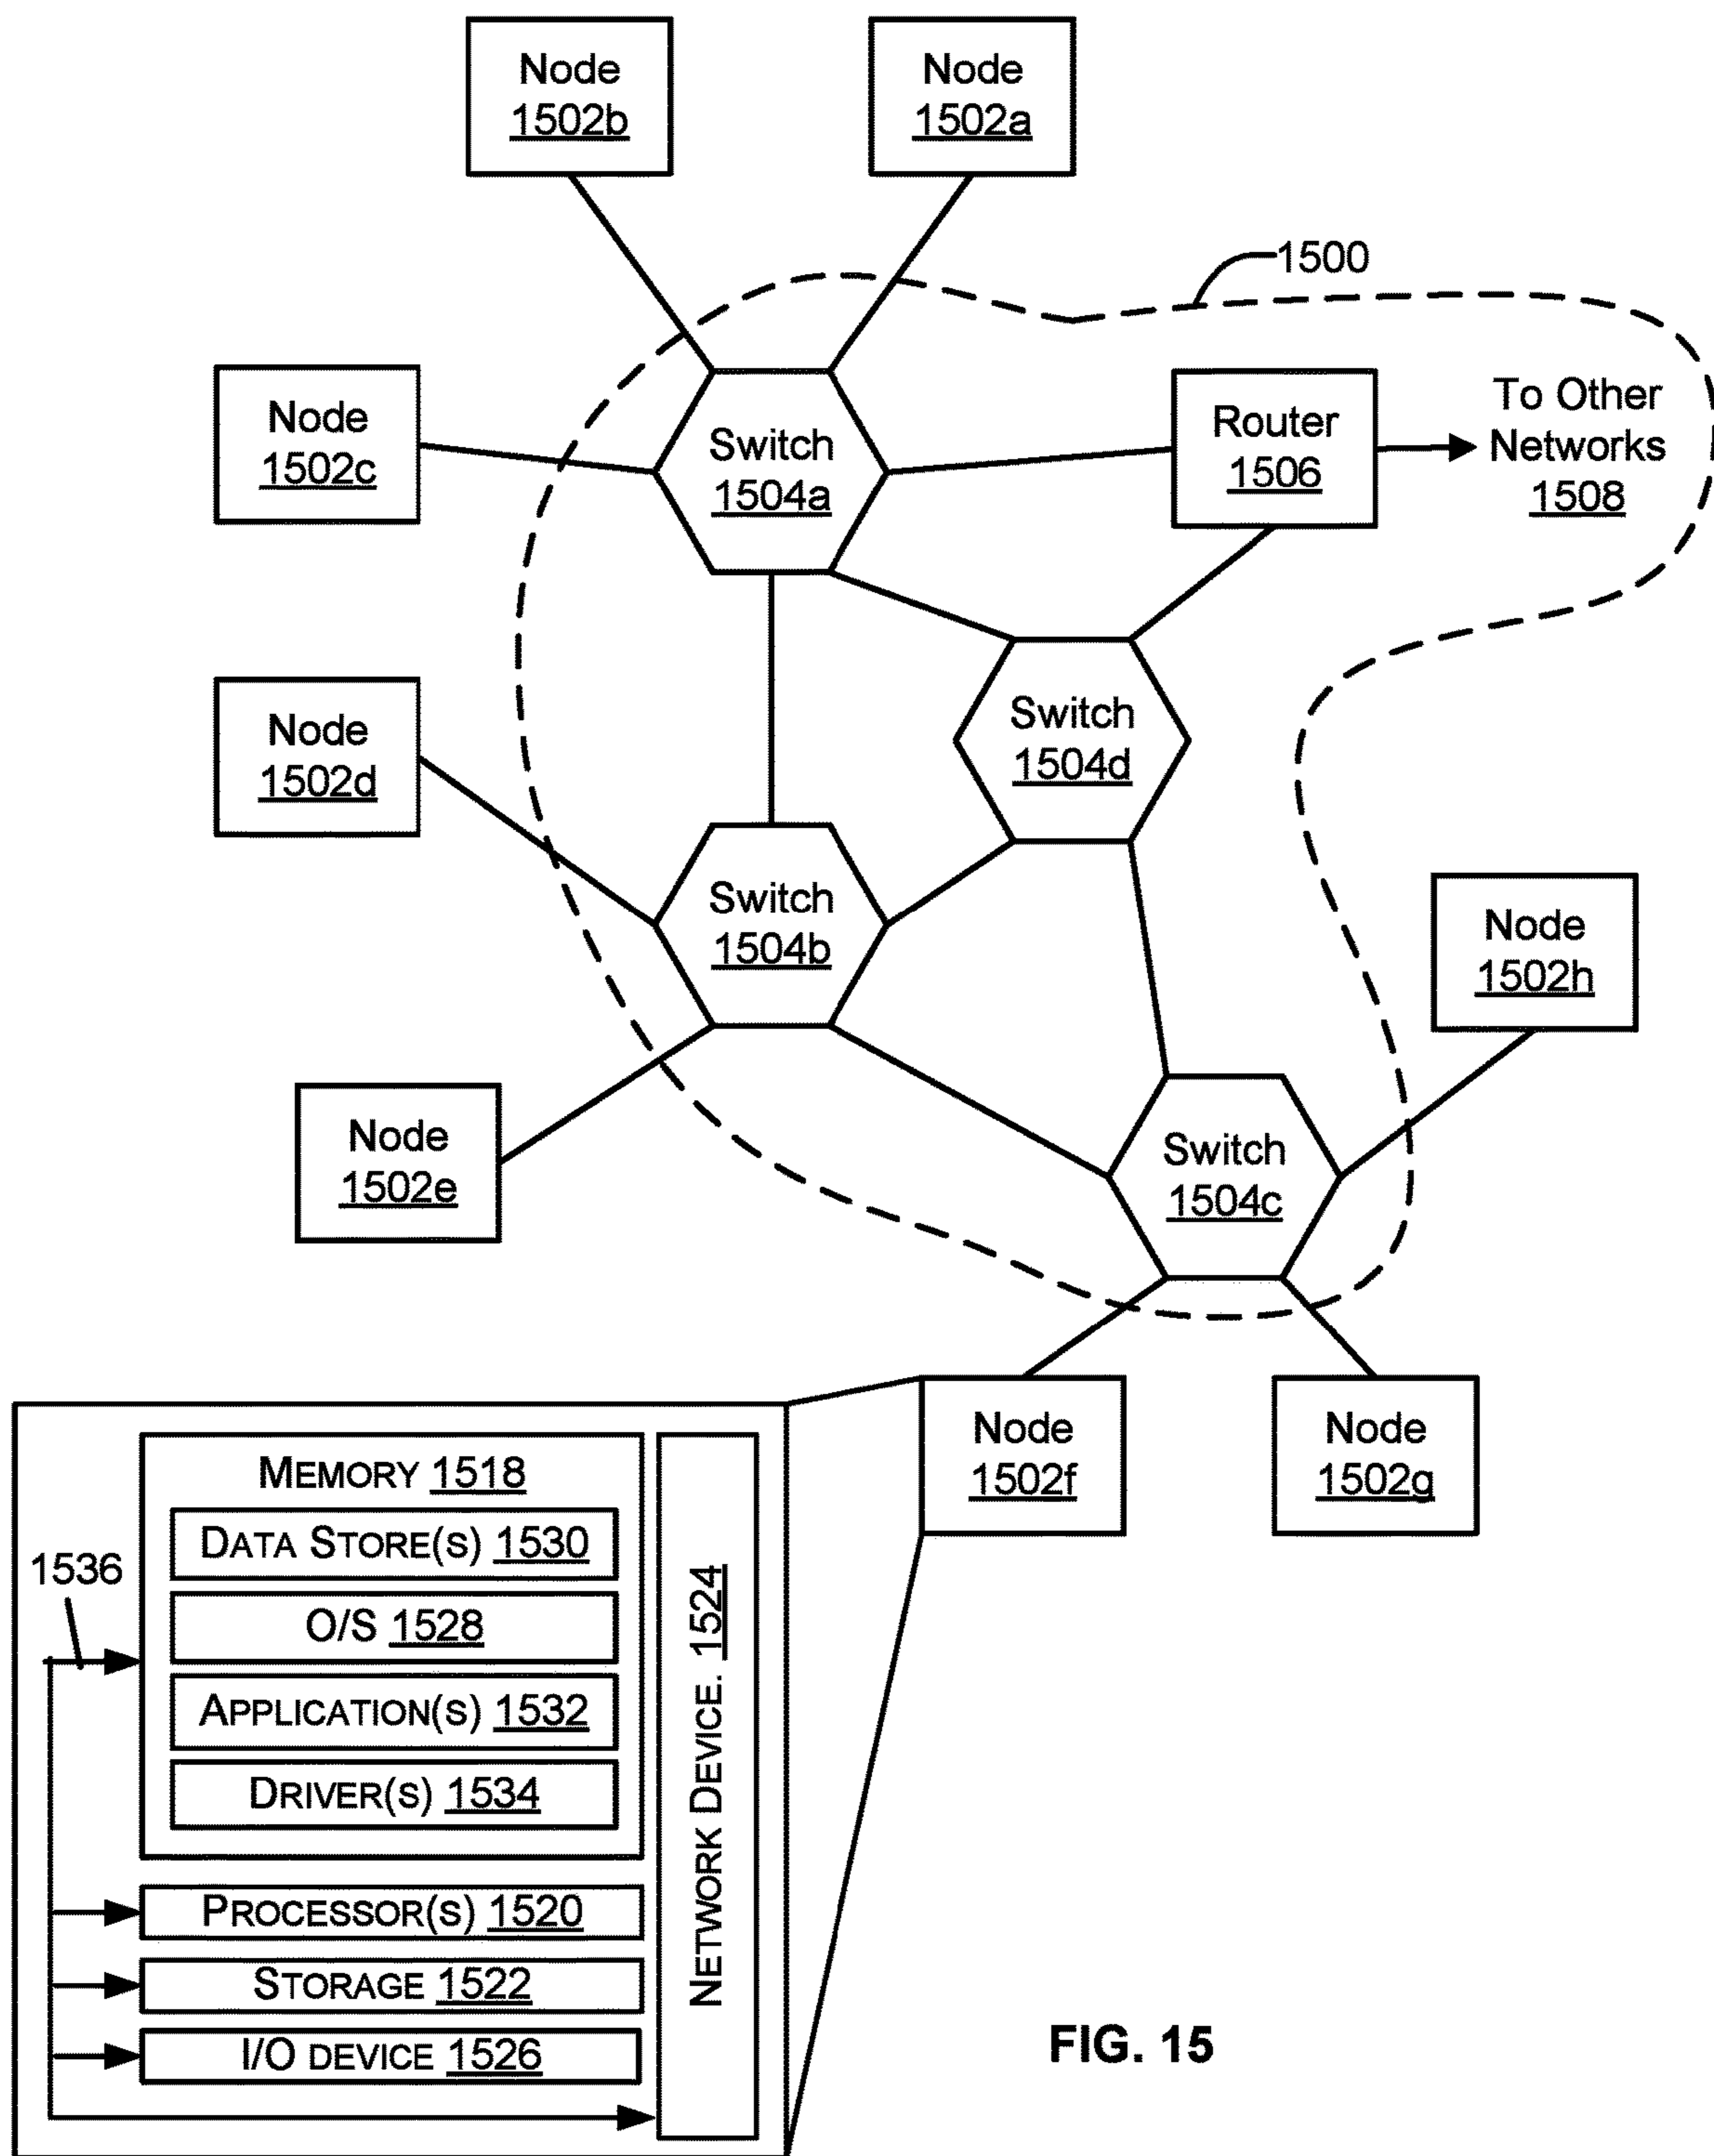 Node
1502b
Node
1502a
1500
Node
1502c
Switch
1504a
Router
1506
To Other
Networks
1508
Node
1502d
Switch
1504d
Switch
1504b
Node
1502h
Node
1502e
Switch
1504c
Node
1502f
Node
1502g
MEMORY 1518
DATA STORE(S) 1530
1536
O/S 1528
APPLICATION(S) 1532
DRIVER(S) 1534
NETWORK DEVICE. 1524
PROCESSOR(S) 1520
STORAGE 1522
I/O DEVICE 1526
FIG. 15